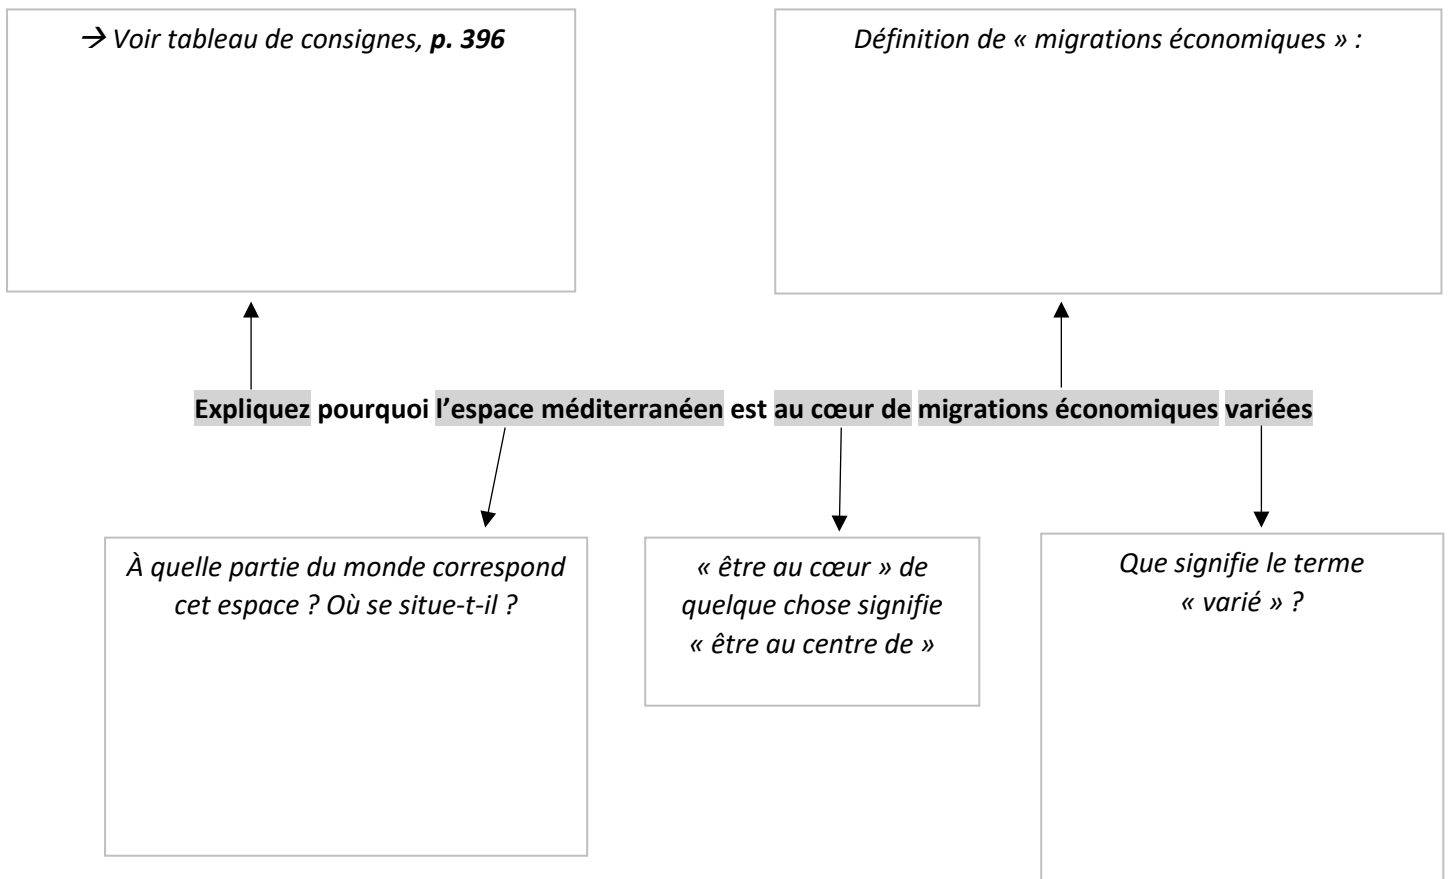 → Voir tableau de consignes, p. 396
Définition de « migrations économiques » :
Expliquez pourquoi l’espace méditerranéen est au cœur de migrations économiques variées
À quelle partie du monde correspond
cet espace ? Où se situe-t-il ?
« être au cœur » de
quelque chose signifie
« être au centre de »
Que signifie le terme
« varié » ?